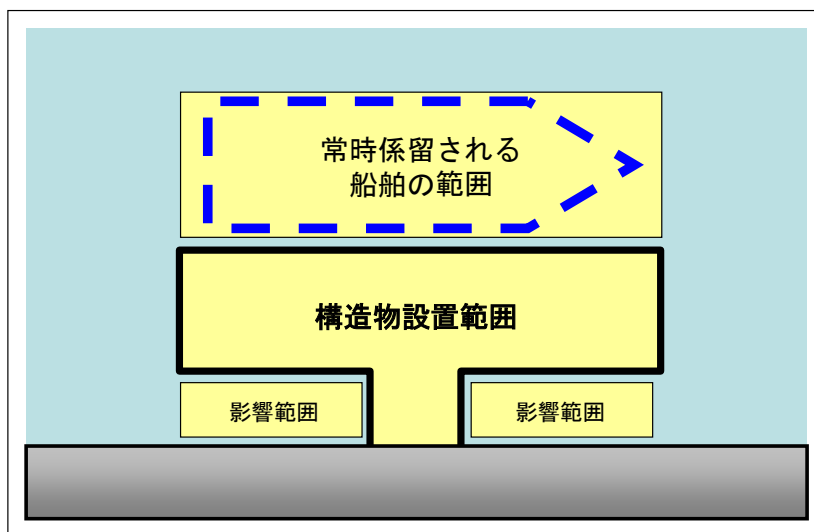 常時係留される
船舶の範囲
構造物設置範囲
影響範囲
影響範囲